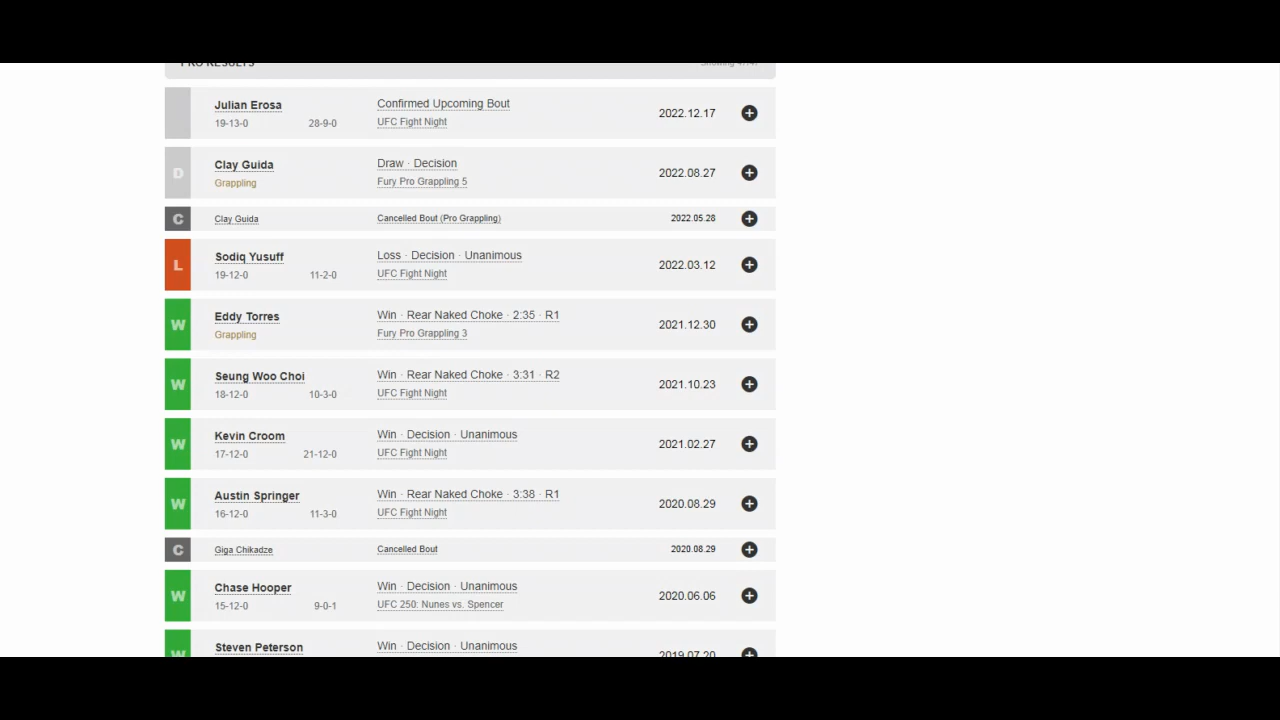 PRO RESULTS
Julian Erosa
19-13-0 28-9-0
Confirmed Upcoming Bout
UFC Fight Night
2022.12.17
D
Clay Guida
Grappling
Draw · Decision
Fury Pro Grappling 5
2022.08.27
C
Clay Guida
Cancelled Bout (Pro Grappling)
2022.05.28
L
Sodiq Yusuff
19-12-0 11-2-0
Loss · Decision · Unanimous
UFC Fight Night
2022.03.12
W
Eddy Torres
Grappling
Win · Rear Naked Choke · 2:35 · R1
Fury Pro Grappling 3
2021.12.30
W
Seung Woo Choi
18-12-0 10-3-0
Win · Rear Naked Choke · 3:31 · R2
UFC Fight Night
2021.10.23
W
Kevin Croom
17-12-0 21-12-0
Win · Decision · Unanimous
UFC Fight Night
2021.02.27
W
Austin Springer
16-12-0 11-3-0
Win · Rear Naked Choke · 3:38 · R1
UFC Fight Night
2020.08.29
C
Giga Chikadze
Cancelled Bout
2020.08.29
W
Chase Hooper
15-12-0 9-0-1
Win · Decision · Unanimous
UFC 250: Nunes vs. Spencer
2020.06.06
W
Steven Peterson
Win · Decision · Unanimous
2019.07.20